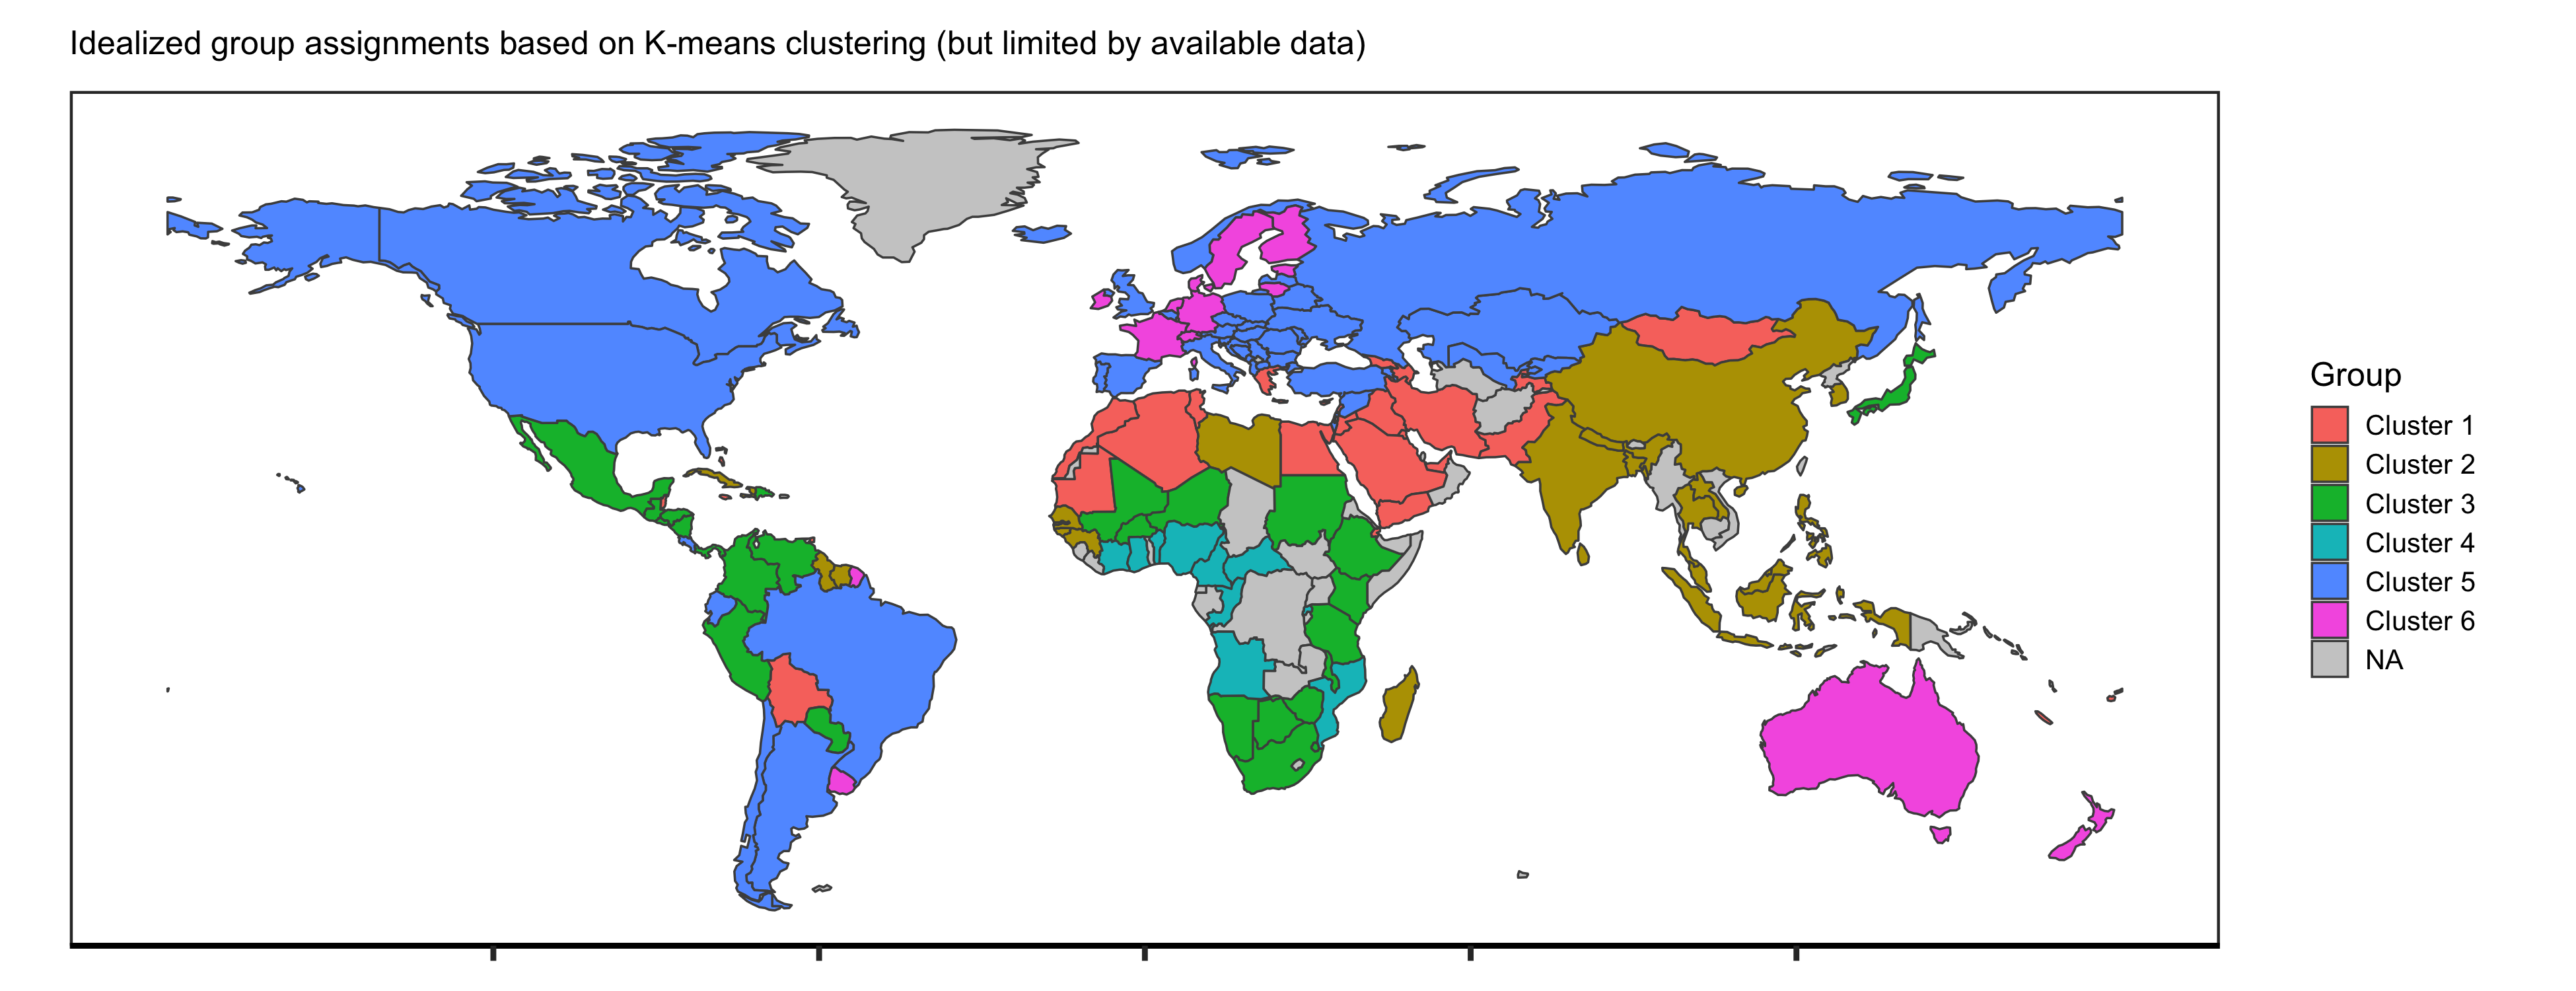 Idealized group assignments based on K-means clustering (but limited by available data)
Group
Cluster 1
Cluster 2
Cluster 3
Cluster 4
Cluster 5
Cluster 6
NA